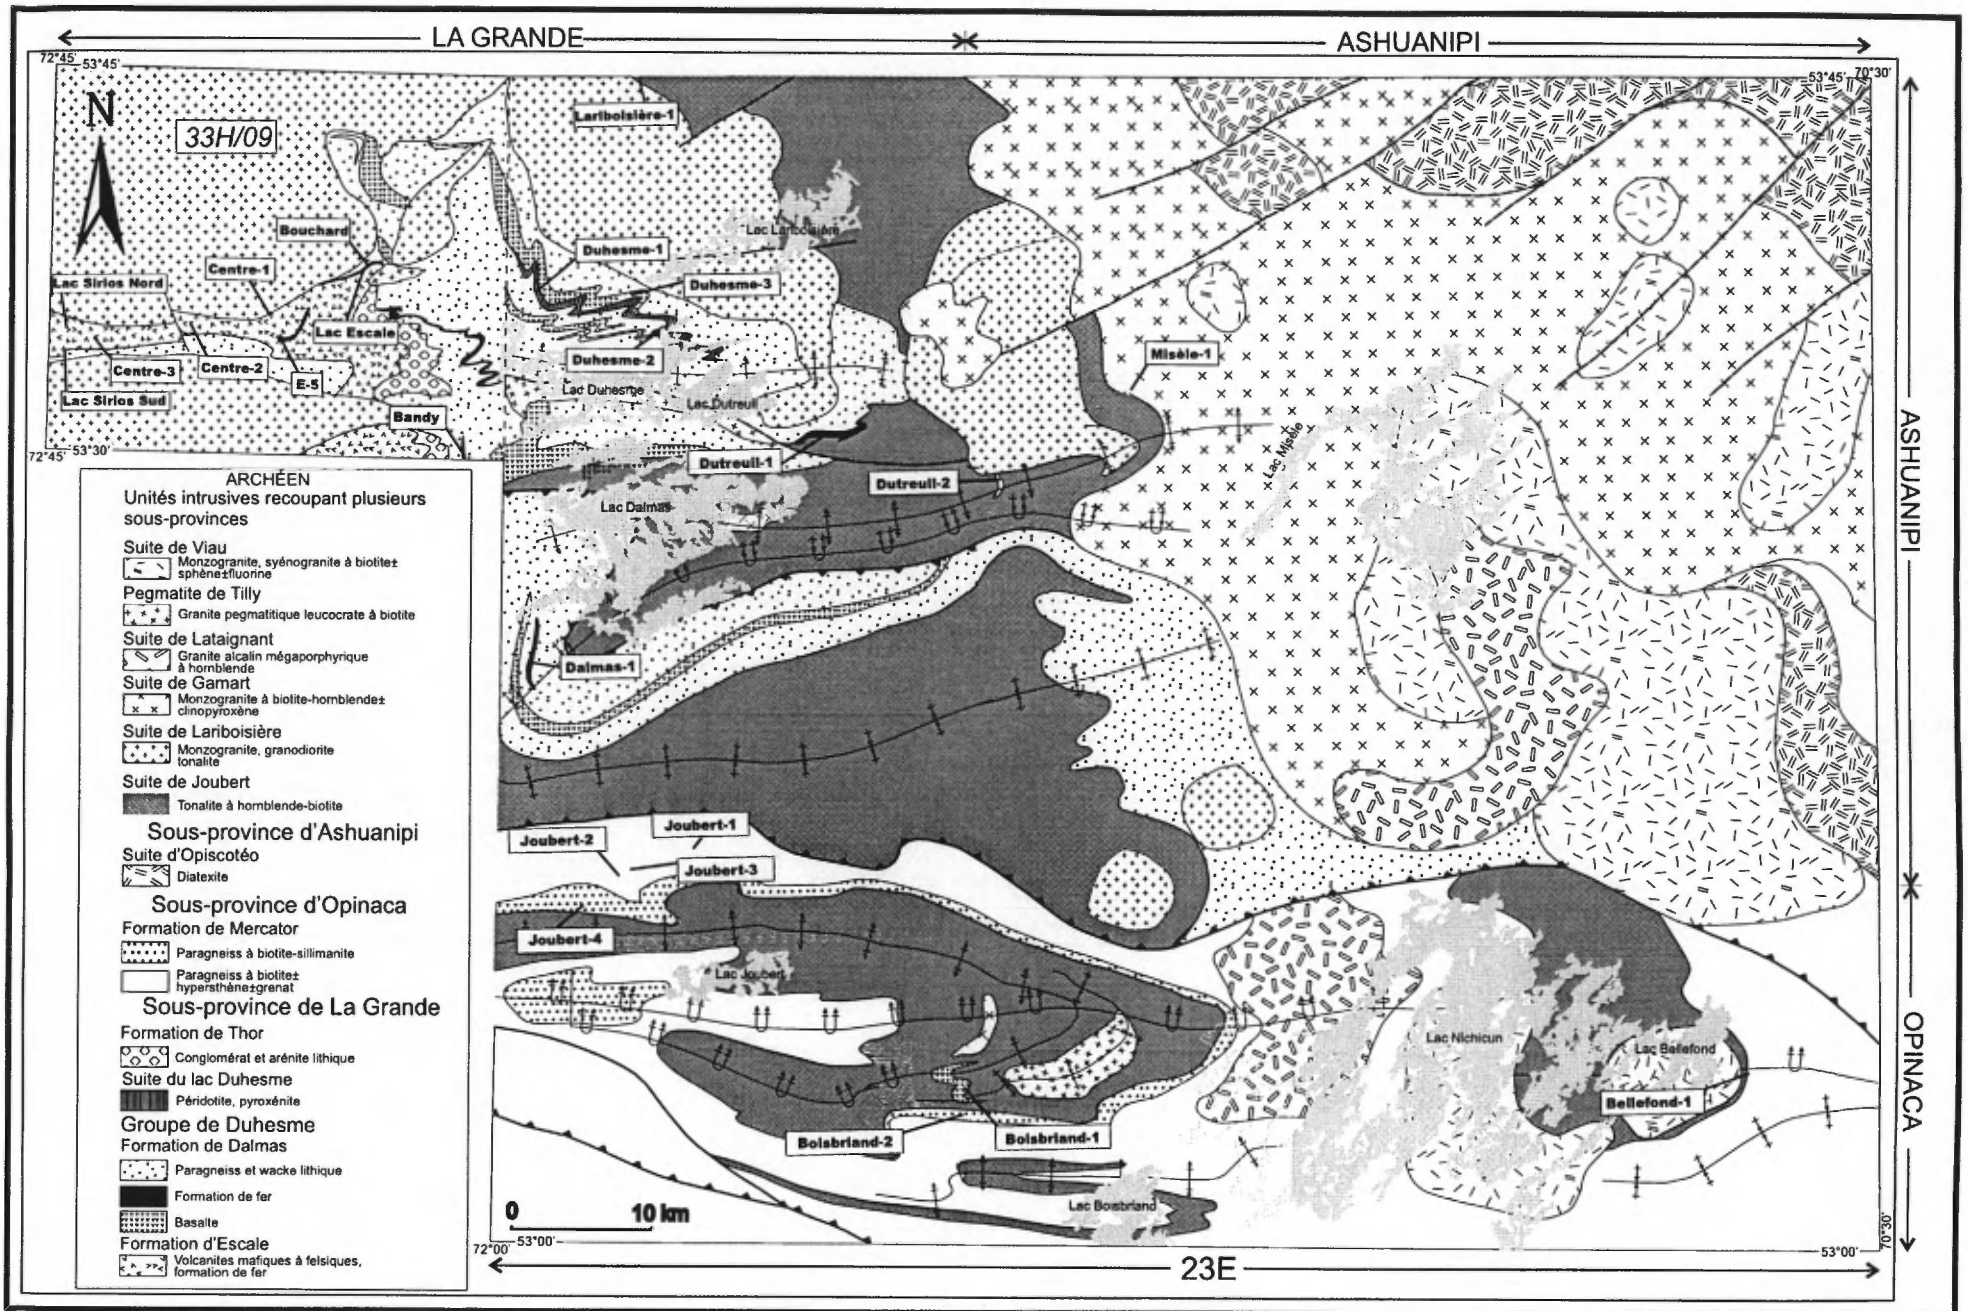 LA GRANDE
ASHUANIPI
72°45'
53°45'
53°45'
70°30'
N
33H/09
Lariboisière-1
Lac Lariboisière
Bouchard
Duhesme-1
Centre-1
Lac Sirios Nord
Duhesme-3
Lac Escale
Duhesme-2
Misèle-1
Centre-3
Centre-2
E-5
Lac Sirios Sud
Lac Duhesme
Lac Dutreuil
Bandy
Lac Misèle
72°45'
53°30'
Dutreuil-1
Dutreuil-2
Lac Dalmas
Dalmas-1
ASHUANIPI
ARCHÉEN
Unités intrusives recoupant plusieurs
sous-provinces
Suite de Viau
Monzogranite, syénogranite à biotite±
sphène±fluorine
Pegmatite de Tilly
Granite pegmatitique leucocrate à biotite
Suite de Lataignant
Granite alcalin mégaporphyrique
à hornblende
Suite de Gamart
Monzogranite à biotite-hornblende±
clinopyroxène
Suite de Lariboisière
Monzogranite, granodiorite
tonalite
Suite de Joubert
Tonalite à hornblende-biotite
Sous-province d'Ashuanipi
Suite d'Opiscotéo
Diatexite
Sous-province d'Opinaca
Formation de Mercator
Paragneiss à biotite-sillimanite
Paragneiss à biotite±
hypersthène±grenat
Sous-province de La Grande
Formation de Thor
Conglomérat et arénite lithique
Suite du lac Duhesme
Péridotite, pyroxénite
Groupe de Duhesme
Formation de Dalmas
Paragneiss et wacke lithique
Formation de fer
Basalte
Formation d'Escale
Volcanites mafiques à felsiques,
formation de fer
Joubert-1
Joubert-2
Joubert-3
Joubert-4
Lac Joubert
Lac Nichicun
Lac Bellefond
Bellefond-1
Boisbriand-2
Boisbriand-1
Lac Boisbriand
OPINACA
0
10 km
72°00'
53°00'
53°00'
70°30'
23E